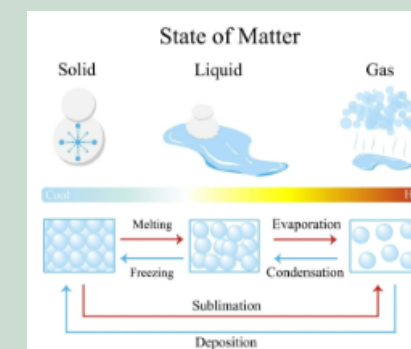 State of Matter
Solid Liquid Gas
Cool H
Melting Evaporation
Freezing Condensation
Sublimation
Deposition